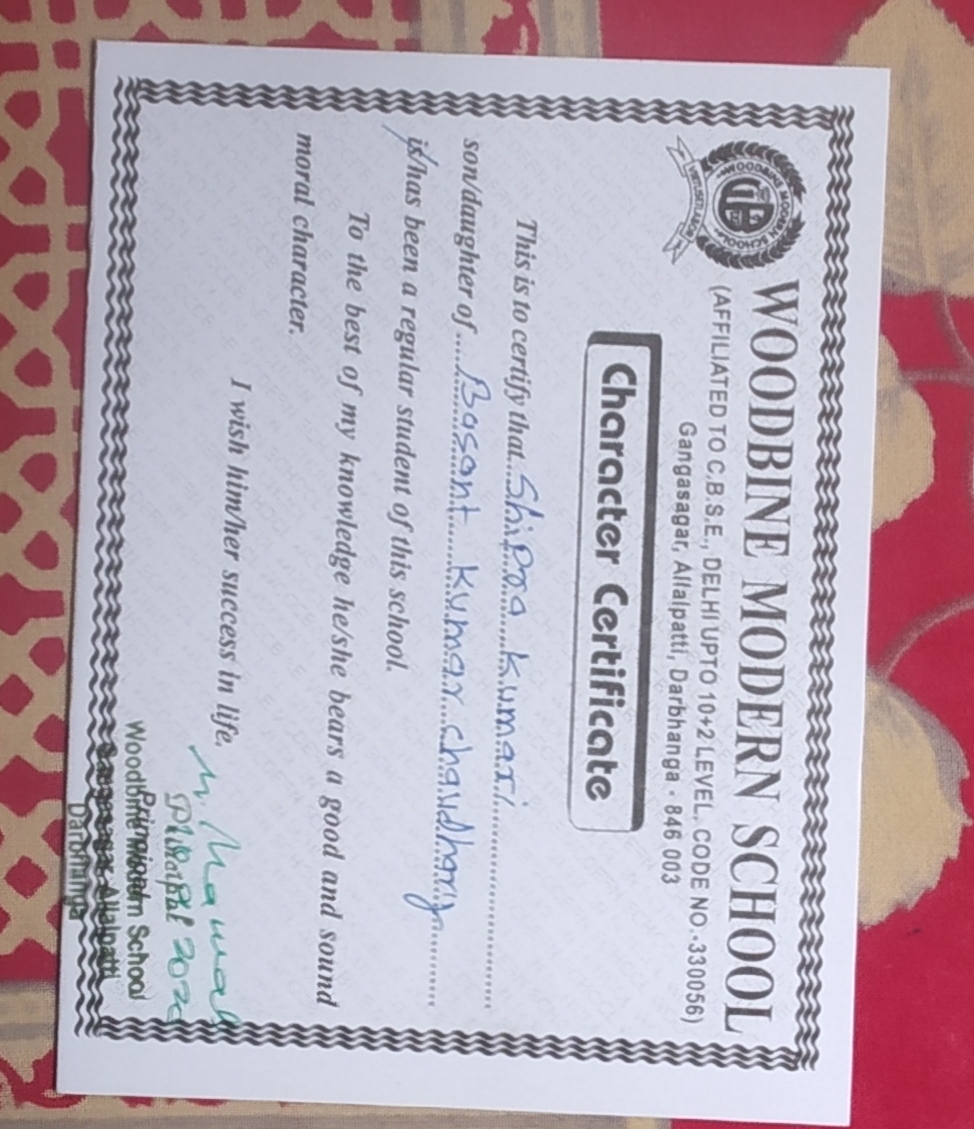 WOODBINE MODERN SCHOOL
(AFFILIATED TO C.B.S.E., DELHI UPTO 10+2 LEVEL, CODE NO.-330056)
Gangasagar, Allalpatti, Darbhanga - 846 003
WOODBINE MODERN SCHOOL
Character Certificate
This is to certify that Shipra kumari
son/daughter of Basant kumar chaudhary
is/has been a regular student of this school.
To the best of my knowledge he/she bears a good and sound
moral character.
I wish him/her success in life.
Principal
Woodbine Modern School
Allalpatti
Darbhanga